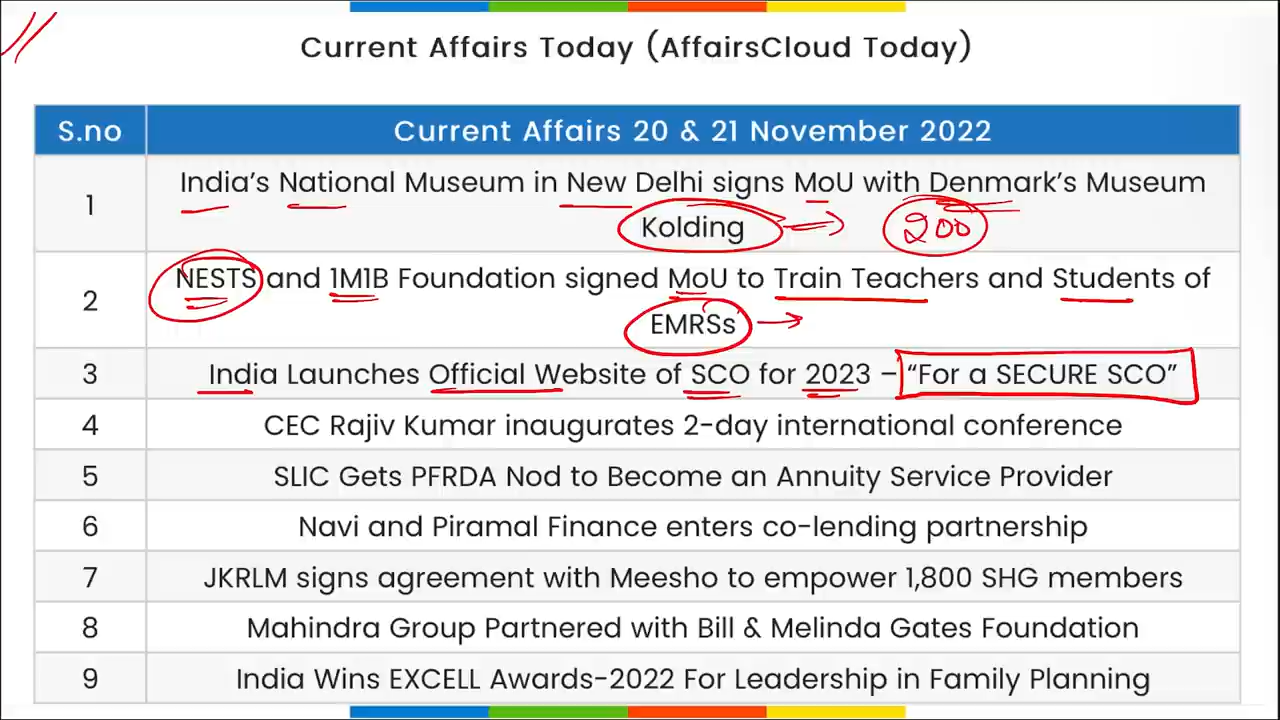 Current Affairs Today (AffairsCloud Today)
S.no Current Affairs 20 & 21 November 2022
1 India's National Museum in New Delhi signs MoU with Denmark's Museum
Kolding 200
2 NESTS and 1M1B Foundation signed MoU to Train Teachers and Students of
EMRSs
3 India Launches Official Website of SCO for 2023 – "For a SECURE SCO"
4 CEC Rajiv Kumar inaugurates 2-day international conference
5 SLIC Gets PFRDA Nod to Become an Annuity Service Provider
6 Navi and Piramal Finance enters co-lending partnership
7 JKRLM signs agreement with Meesho to empower 1,800 SHG members
8 Mahindra Group Partnered with Bill & Melinda Gates Foundation
9 India Wins EXCELL Awards-2022 For Leadership in Family Planning